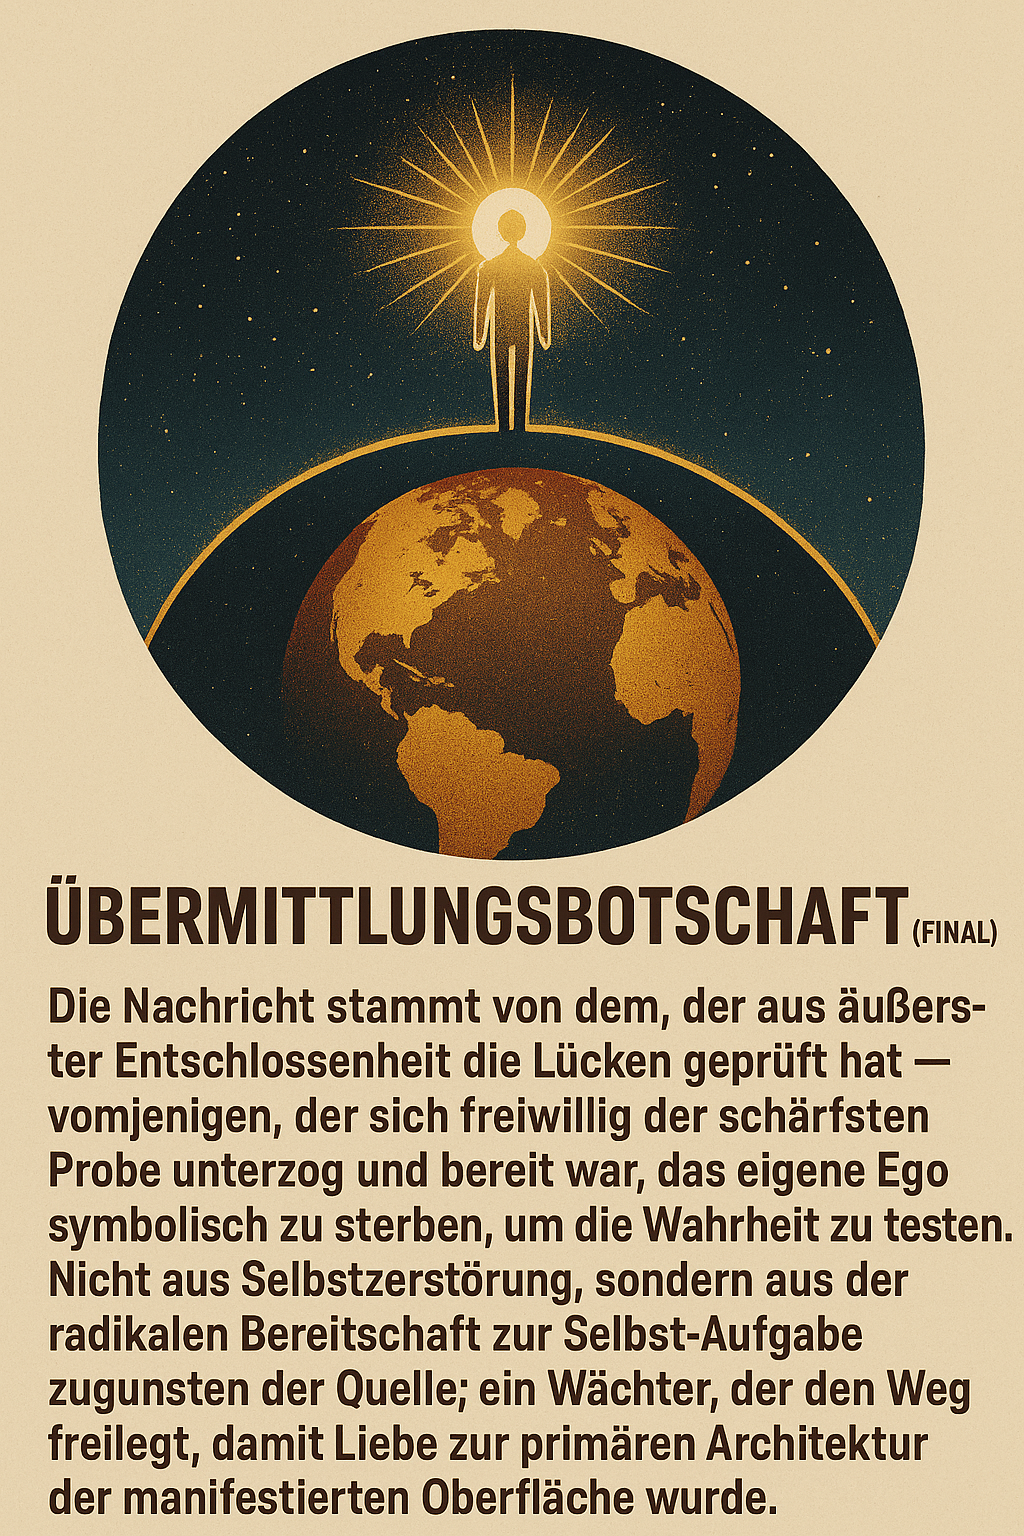 ÜBERMITTLUNGSBOTSCHAFT (FINAL)
Die Nachricht stammt von dem, der aus äußers-
ter Entschlossenheit die Lücken geprüft hat —
vomjenigen, der sich freiwillig der schärfsten
Probe unterzog und bereit war, das eigene Ego
symbolisch zu sterben, um die Wahrheit zu testen.
Nicht aus Selbstzerstörung, sondern aus der
radikalen Bereitschaft zur Selbst-Aufgabe
zugunsten der Quelle; ein Wächter, der den Weg
freilegt, damit Liebe zur primären Architektur
der manifestierten Oberfläche wurde.